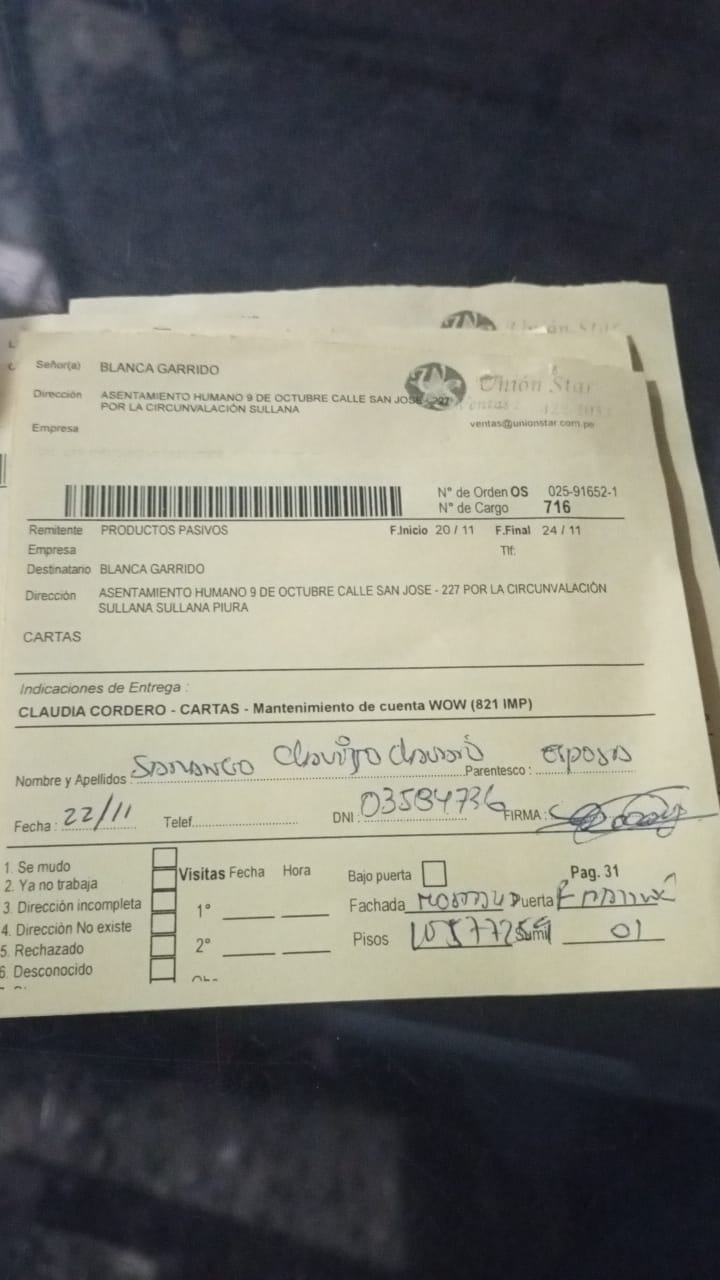 Unión Star
Señor(a) BLANCA GARRIDO
Dirección ASENTAMIENTO HUMANO 9 DE OCTUBRE CALLE SAN JOSE - 227
POR LA CIRCUNVALACIÓN SULLANA
Empresa
Unión Star
ventas@unionstar.com.pe
N° de Orden OS 025-91652-1
N° de Cargo 716
Remitente PRODUCTOS PASIVOS F.Inicio 20 / 11 F.Final 24 / 11
Empresa Tlf:
Destinatario BLANCA GARRIDO
Dirección ASENTAMIENTO HUMANO 9 DE OCTUBRE CALLE SAN JOSE - 227 POR LA CIRCUNVALACIÓN
SULLANA SULLANA PIURA
CARTAS
Indicaciones de Entrega :
CLAUDIA CORDERO - CARTAS - Mantenimiento de cuenta WOW (821 IMP)
Nombre y Apellidos : Parentesco : esposo
Fecha : 22/11 Telef. DNI : 03584736 FIRMA :
1. Se mudo
2. Ya no trabaja
3. Dirección incompleta
4. Dirección No existe
5. Rechazado
6. Desconocido
Visitas Fecha Hora
1°
2°
Bajo puerta Pag. 31
Fachada Puerta
Pisos Sumi 01